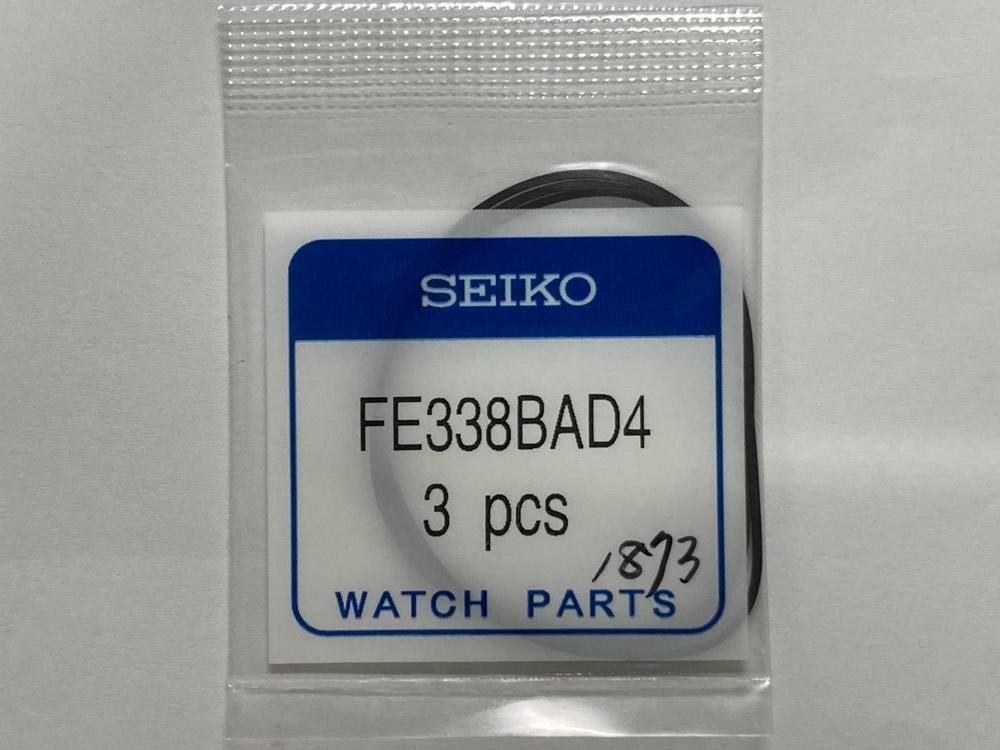 SEIKO
FE338BAD4
3 pcs
1873
WATCH PARTS